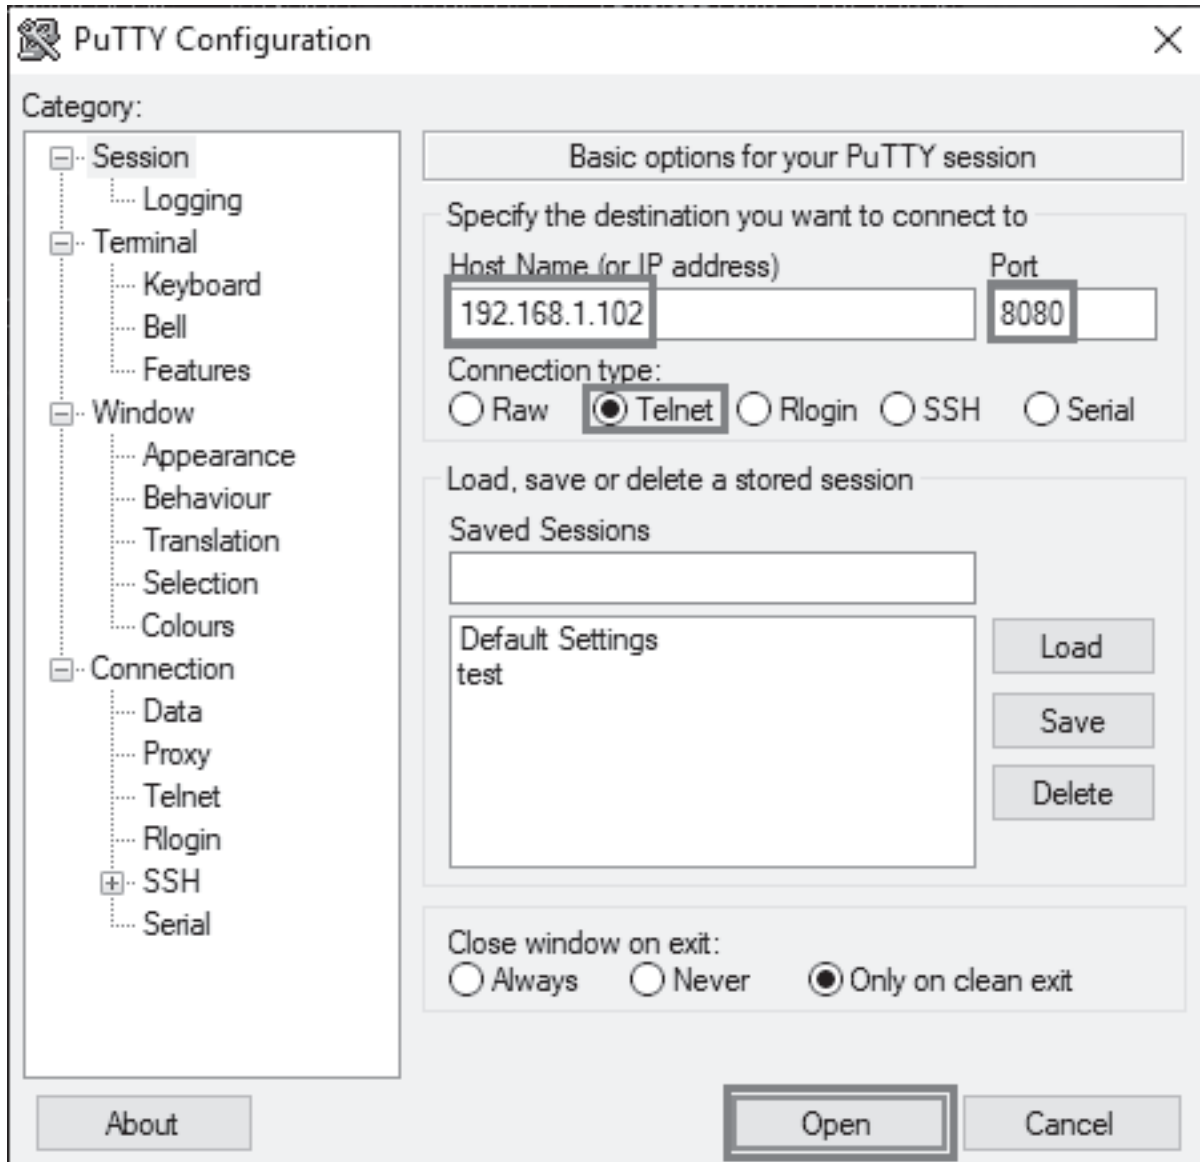 PuTTY Configuration
Category:
Session
Logging
Terminal
Keyboard
Bell
Features
Window
Appearance
Behaviour
Translation
Selection
Colours
Connection
Data
Proxy
Telnet
Rlogin
SSH
Serial
Basic options for your PuTTY session
Specify the destination you want to connect to
Host Name (or IP address) Port
192.168.1.102 8080
Connection type:
Raw Telnet Rlogin SSH Serial
Load, save or delete a stored session
Saved Sessions
Default Settings
test
Load
Save
Delete
Close window on exit:
Always Never Only on clean exit
About Open Cancel